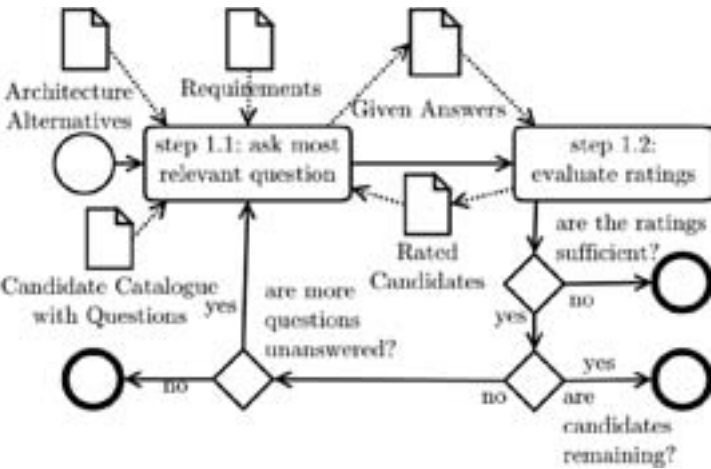 Architecture
Alternatives
Requirements
Given Answers
step 1.1: ask most
relevant question
step 1.2:
evaluate ratings
Rated
Candidates
Candidate Catalogue
with Questions
are the ratings
sufficient?
no
yes
yes
are more
questions
unanswered?
no
no
yes
are
candidates
remaining?